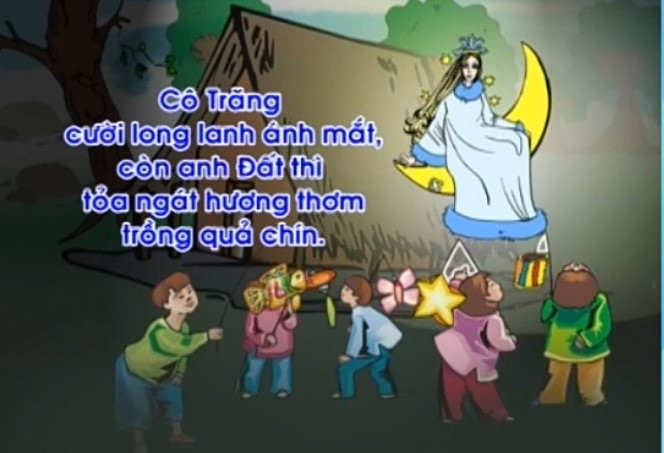 Cô Trăng
cười long lanh ánh mắt,
còn anh Đất thì
tỏa ngát hương thơm
trồng quả chín.